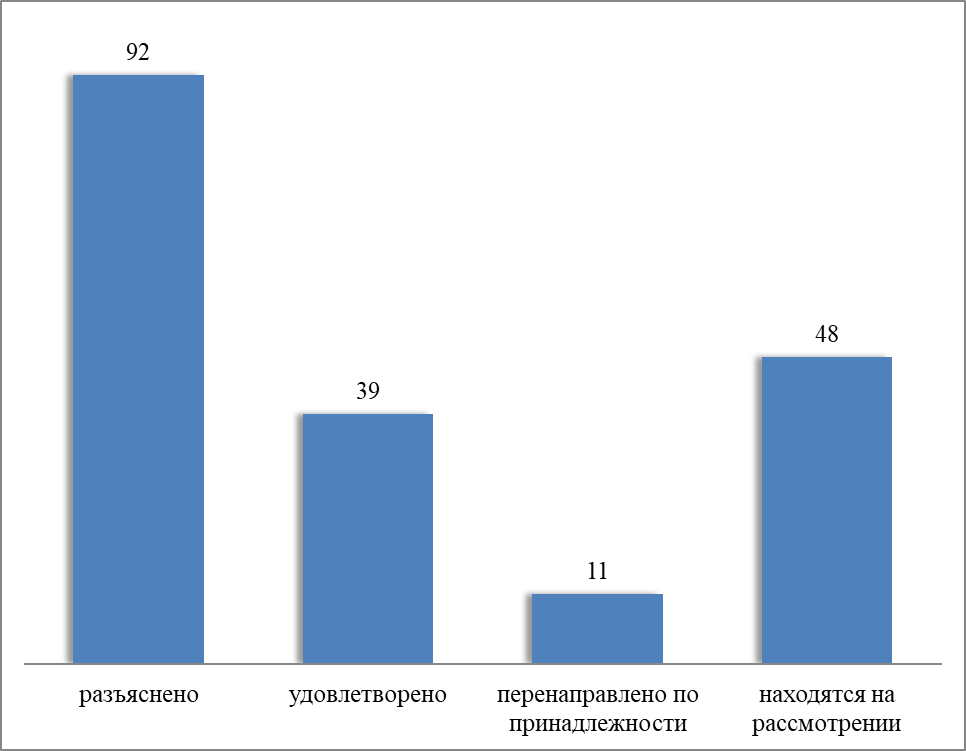 92
39
11
48
разъяснено
удовлетворено
перенаправлено по
принадлежности
находятся на
рассмотрении